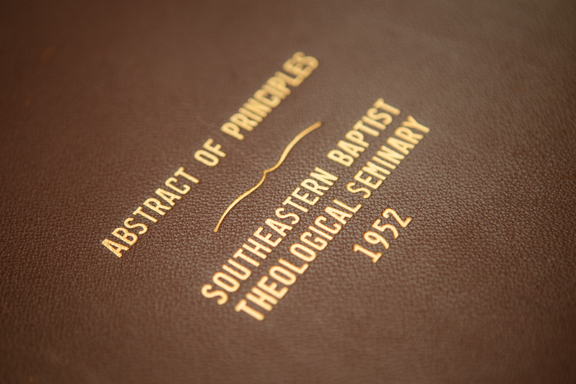 ABSTRACT OF PRINCIPLES
SOUTHEASTERN BAPTIST
THEOLOGICAL SEMINARY
1952